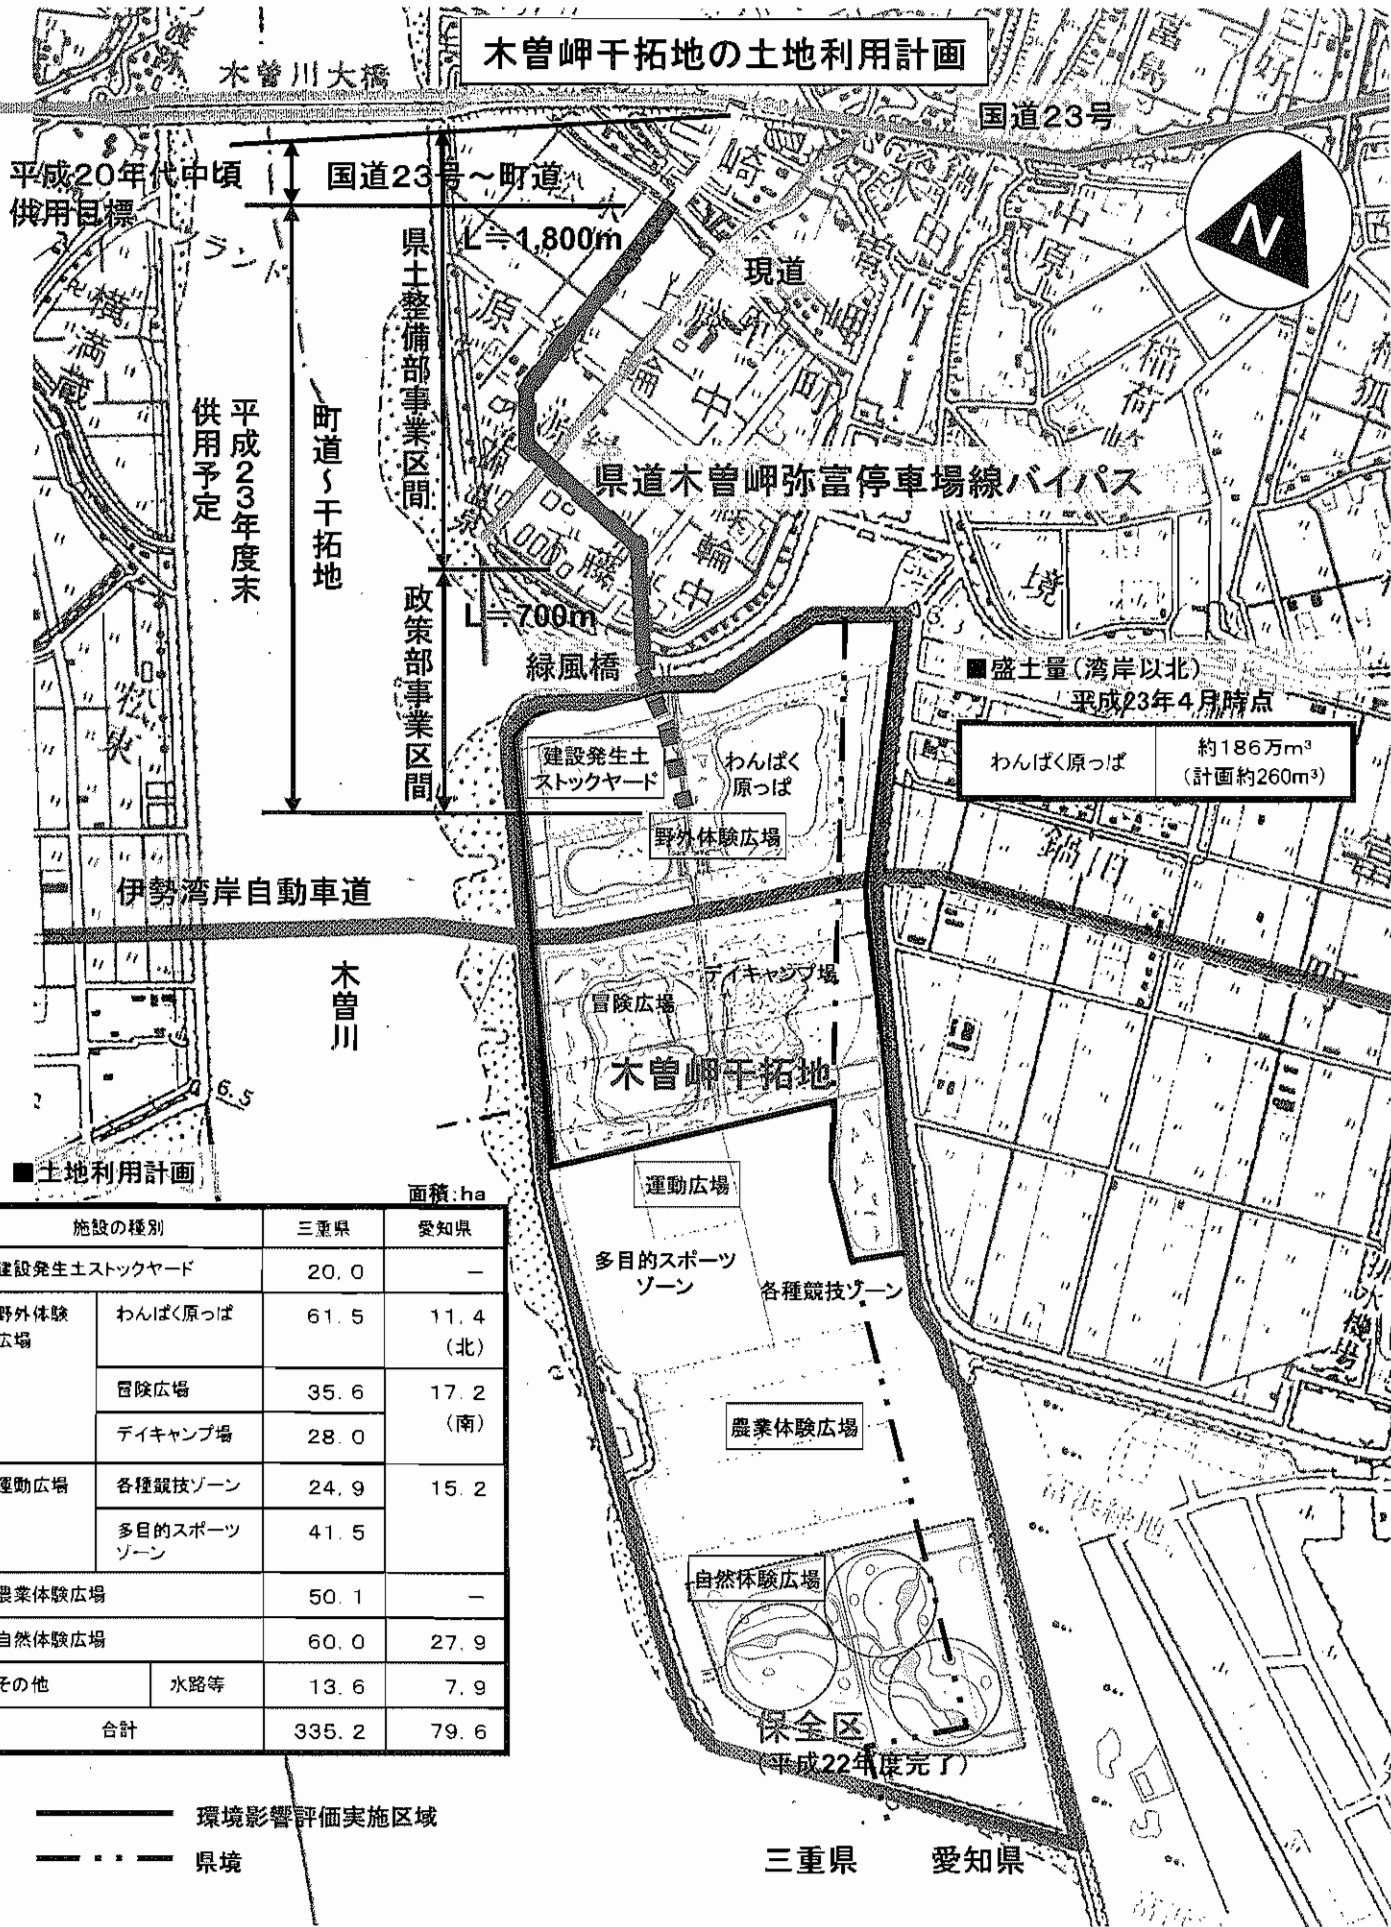 木曽岬干拓地の土地利用計画
木曽川大橋
国道23号
平成20年代中頃
供用目標
国道23号～町道
L≒1,800m
N
現道
県土整備部事業区間
横満蔵
中原
稲荷崎
平成23年度末
供用予定
町道～干拓地
県道木曽岬弥富停車場線バイパス
境
政策部事業区間
L≒700m
緑風橋
松永
■盛土量(湾岸以北)
平成23年4月時点
わんぱく原っぱ
約186万m³
(計画約260m³)
建設発生土
ストックヤード
わんぱく
原っぱ
野外体験広場
鍋田
伊勢湾岸自動車道
木曽川
デイキャンプ場
冒険広場
木曽岬干拓地
6.5
運動広場
多目的スポーツ
ゾーン
各種競技ゾーン
農業体験広場
富浜緑地
自然体験広場
保全区
(平成22年度完了)
三重県 愛知県
■土地利用計画
面積:ha
施設の種別 三重県 愛知県
建設発生土ストックヤード 20.0 －
野外体験
広場
わんぱく原っぱ 61.5 11.4
(北)
冒険広場 35.6 17.2
(南)
デイキャンプ場 28.0
運動広場 各種競技ゾーン 24.9 15.2
多目的スポーツ
ゾーン 41.5
農業体験広場 50.1 －
自然体験広場 60.0 27.9
その他 水路等 13.6 7.9
合計 335.2 79.6
環境影響評価実施区域
県境